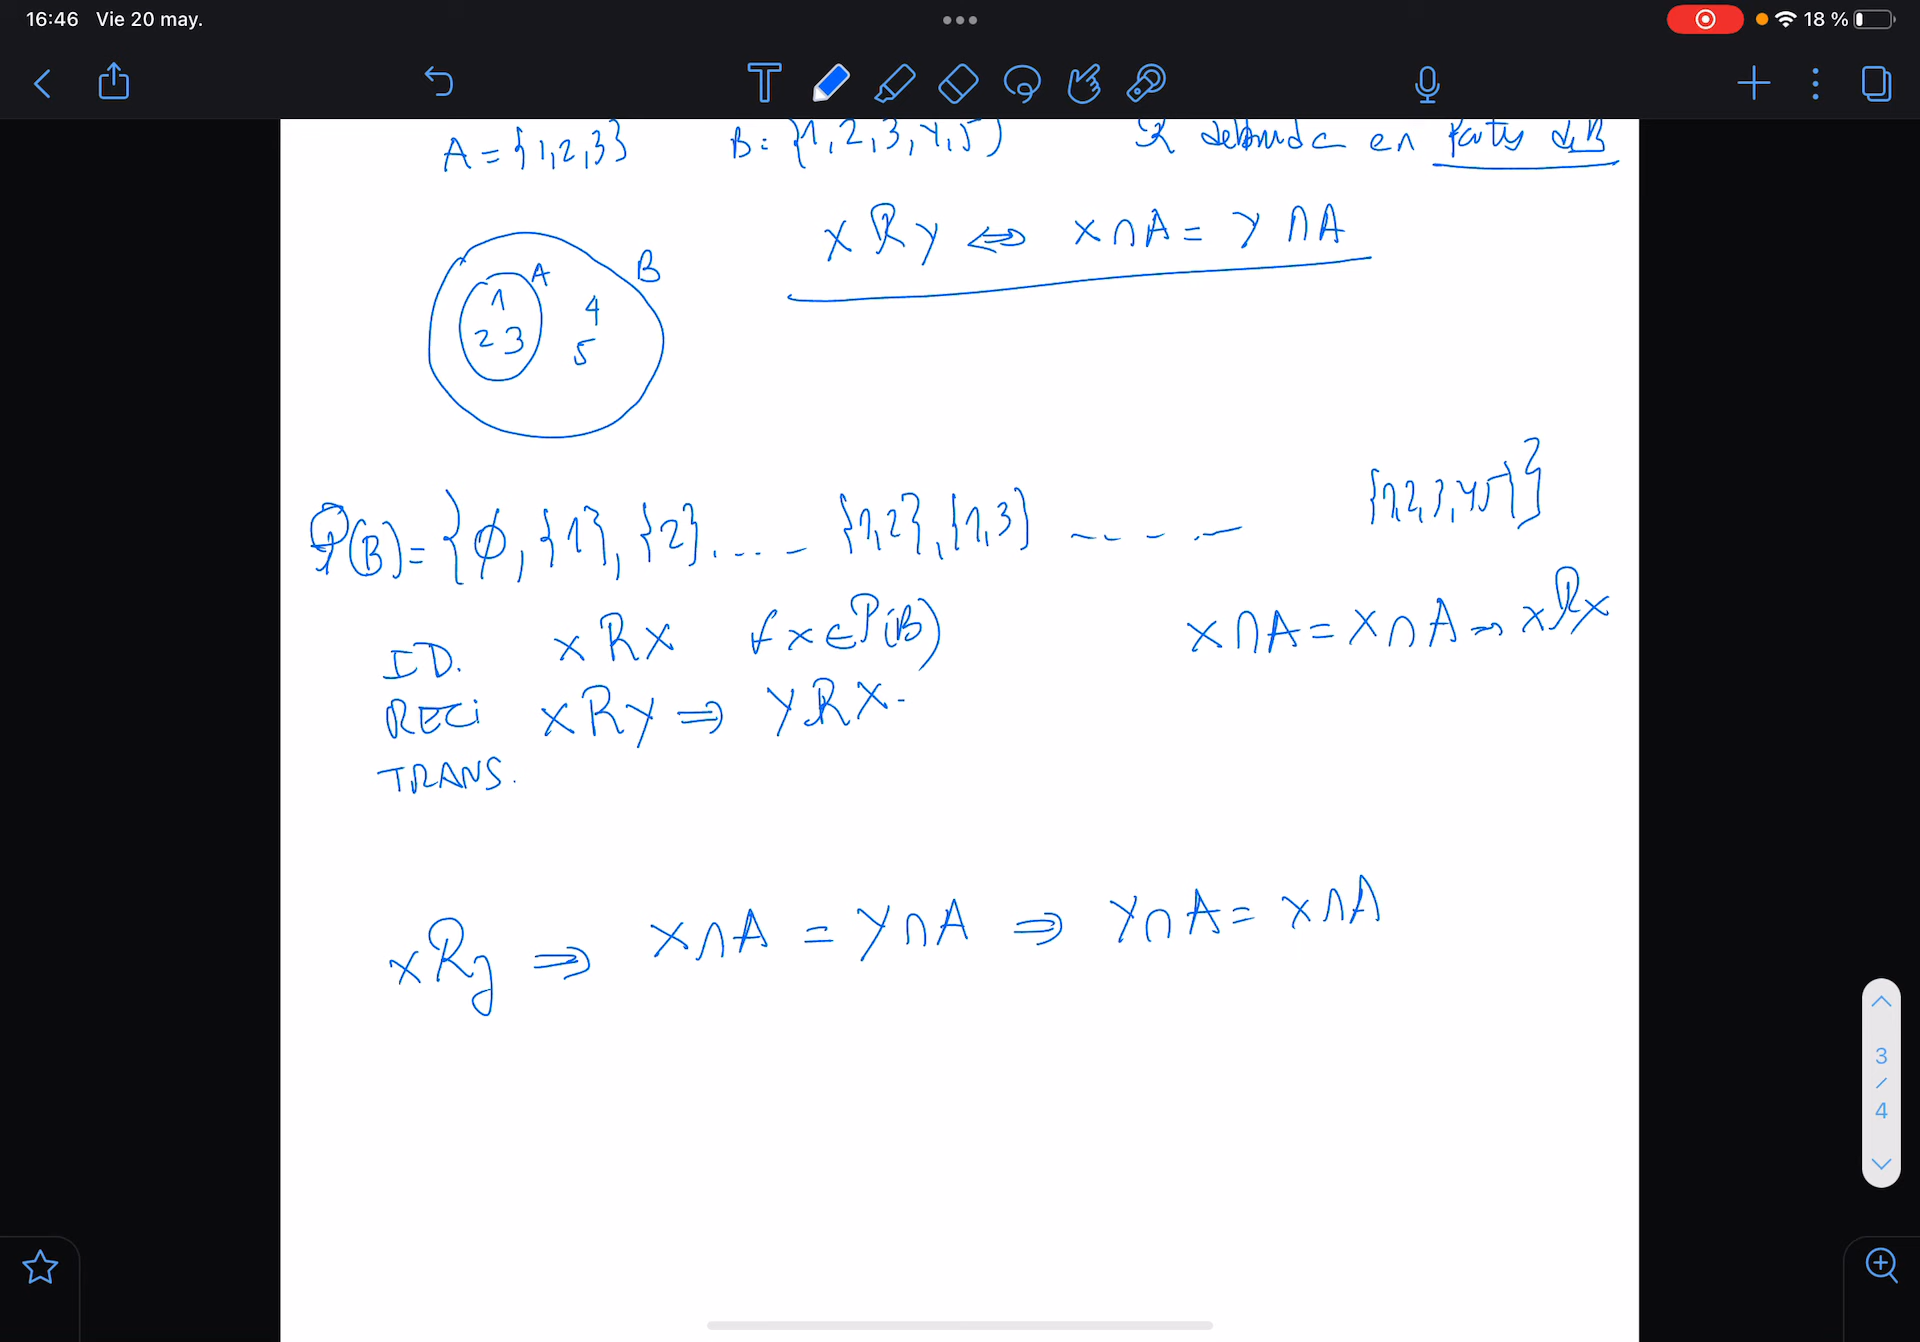 16:46 Vie 20 may. 18 %
A = {1,2,3} B = {1,2,3,4,5} R definida en partes de B
x R y ⇔ x ∩ A = y ∩ A
A B
1 4
2 3 5
P(B) = {∅, {1}, {2}, .... {1,2}, {1,3} ..... {1,2,3,4,5}}
ID. x R x ∀ x ∈ P(B) x ∩ A = x ∩ A → x R x
RECI x R y ⇒ y R x.
TRANS.
x R y ⇒ x ∩ A = y ∩ A ⇒ y ∩ A = x ∩ A
3
/
4